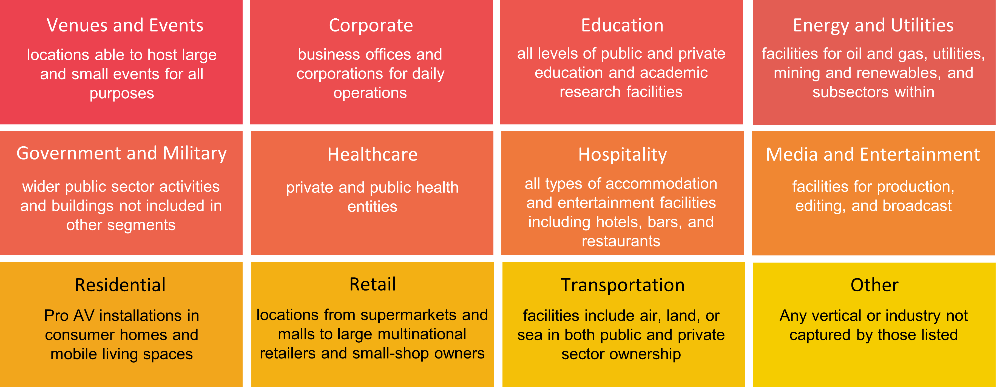 Venues and Events
locations able to host large
and small events for all
purposes
Corporate
business offices and
corporations for daily
operations
Education
all levels of public and private
education and academic
research facilities
Energy and Utilities
facilities for oil and gas, utilities,
mining and renewables, and
subsectors within
Government and Military
wider public sector activities
and buildings not included in
other segments
Healthcare
private and public health
entities
Hospitality
all types of accommodation
and entertainment facilities
including hotels, bars, and
restaurants
Media and Entertainment
facilities for production,
editing, and broadcast
Residential
Pro AV installations in
consumer homes and
mobile living spaces
Retail
locations from supermarkets and
malls to large multinational
retailers and small-shop owners
Transportation
facilities include air, land, or
sea in both public and private
sector ownership
Other
Any vertical or industry not
captured by those listed